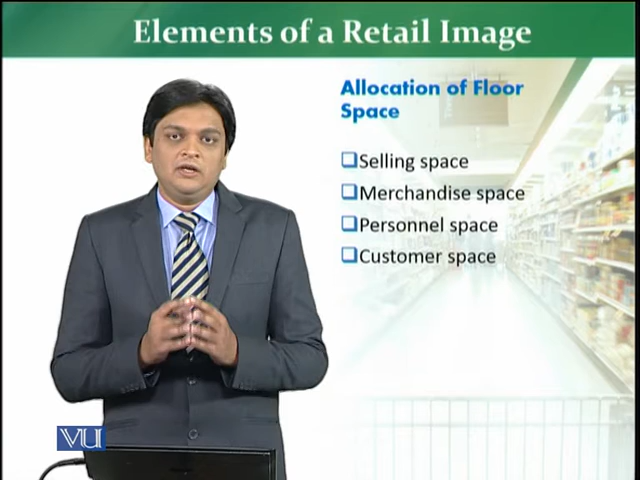 Elements of a Retail Image
Allocation of Floor
Space
Selling space
Merchandise space
Personnel space
Customer space
VU